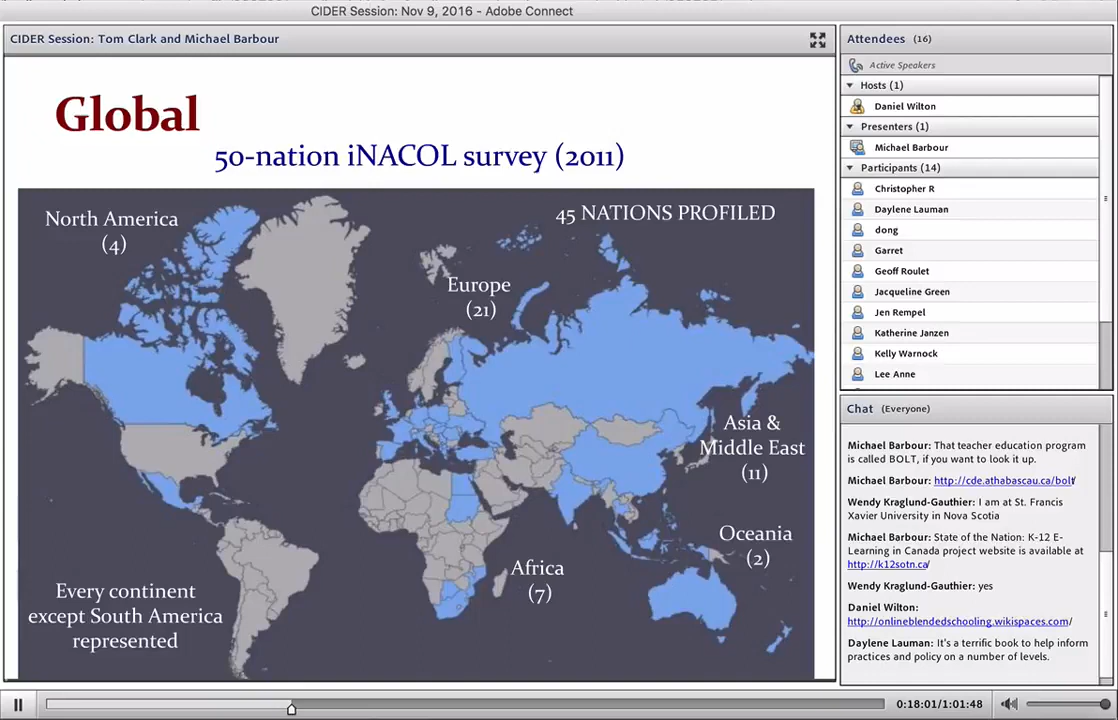 CIDER Session: Nov 9, 2016 - Adobe Connect
CIDER Session: Tom Clark and Michael Barbour
Global
50-nation iNACOL survey (2011)
North America
(4)
45 NATIONS PROFILED
Europe
(21)
Asia &
Middle East
(11)
Oceania
(2)
Africa
(7)
Every continent
except South America
represented
Attendees (16)
Active Speakers
Hosts (1)
Daniel Wilton
Presenters (1)
Michael Barbour
Participants (14)
Christopher R
Daylene Lauman
dong
Garret
Geoff Roulet
Jacqueline Green
Jen Rempel
Katherine Janzen
Kelly Warnock
Lee Anne
Chat (Everyone)
Michael Barbour: That teacher education program
is called BOLT, if you want to look it up.
Michael Barbour: http://cde.athabascau.ca/bolt/
Wendy Kraglund-Gauthier: I am at St. Francis
Xavier University in Nova Scotia
Michael Barbour: State of the Nation: K-12 E-
Learning in Canada project website is available at
http://k12sotn.ca/
Wendy Kraglund-Gauthier: yes
Daniel Wilton:
http://onlineblendedschooling.wikispaces.com/
Daylene Lauman: It's a terrific book to help inform
practices and policy on a number of levels.
0:18:01/1:01:48